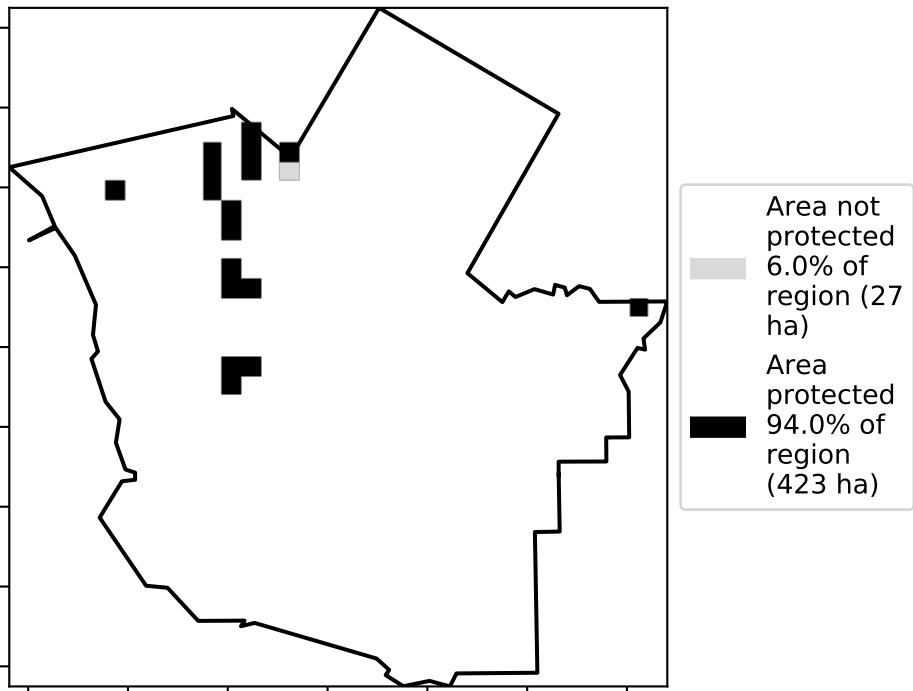 Area not
protected
6.0% of
region (27
ha)
Area
protected
94.0% of
region
(423 ha)